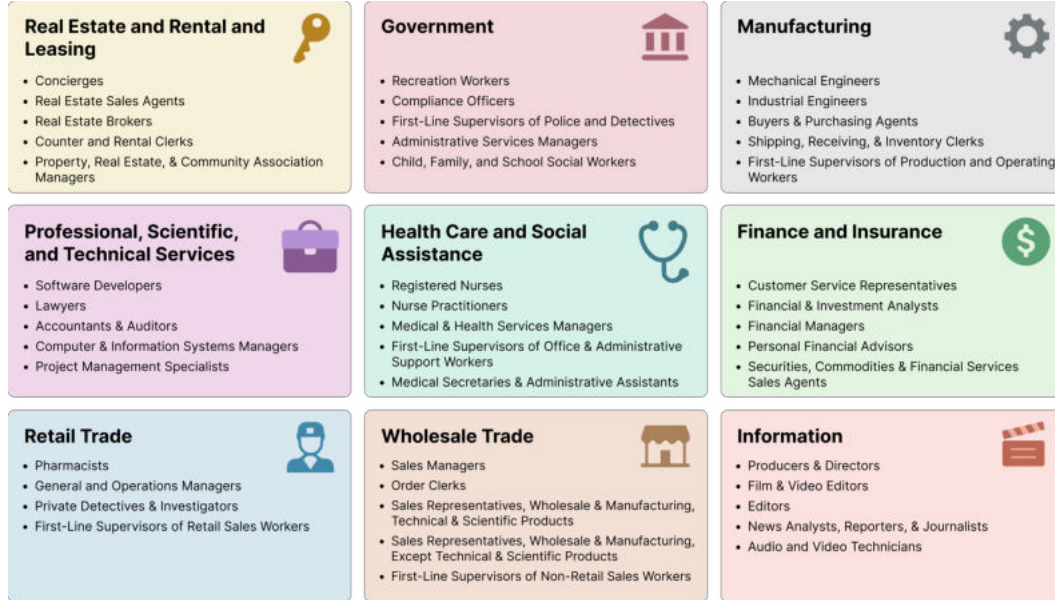 Real Estate and Rental and
Leasing
• Concierges
• Real Estate Sales Agents
• Real Estate Brokers
• Counter and Rental Clerks
• Property, Real Estate, & Community Association
Managers
Government
• Recreation Workers
• Compliance Officers
• First-Line Supervisors of Police and Detectives
• Administrative Services Managers
• Child, Family, and School Social Workers
Manufacturing
• Mechanical Engineers
• Industrial Engineers
• Buyers & Purchasing Agents
• Shipping, Receiving, & Inventory Clerks
• First-Line Supervisors of Production and Operating
Workers
Professional, Scientific,
and Technical Services
• Software Developers
• Lawyers
• Accountants & Auditors
• Computer & Information Systems Managers
• Project Management Specialists
Health Care and Social
Assistance
• Registered Nurses
• Nurse Practitioners
• Medical & Health Services Managers
• First-Line Supervisors of Office & Administrative
Support Workers
• Medical Secretaries & Administrative Assistants
Finance and Insurance
$
• Customer Service Representatives
• Financial & Investment Analysts
• Financial Managers
• Personal Financial Advisors
• Securities, Commodities & Financial Services
Sales Agents
Retail Trade
• Pharmacists
• General and Operations Managers
• Private Detectives & Investigators
• First-Line Supervisors of Retail Sales Workers
Wholesale Trade
• Sales Managers
• Order Clerks
• Sales Representatives, Wholesale & Manufacturing,
Technical & Scientific Products
• Sales Representatives, Wholesale & Manufacturing,
Except Technical & Scientific Products
• First-Line Supervisors of Non-Retail Sales Workers
Information
• Producers & Directors
• Film & Video Editors
• Editors
• News Analysts, Reporters, & Journalists
• Audio and Video Technicians